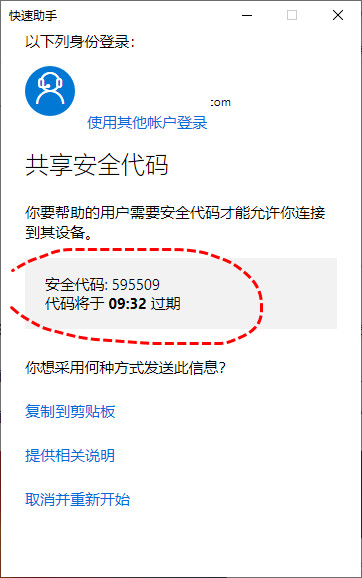 快速助手
以下列身份登录：
.com
使用其他帐户登录
共享安全代码
你要帮助的用户需要安全代码才能允许你连接
到其设备。
安全代码: 595509
代码将于 09:32 过期
你想采用何种方式发送此信息?
复制到剪贴板
提供相关说明
取消并重新开始